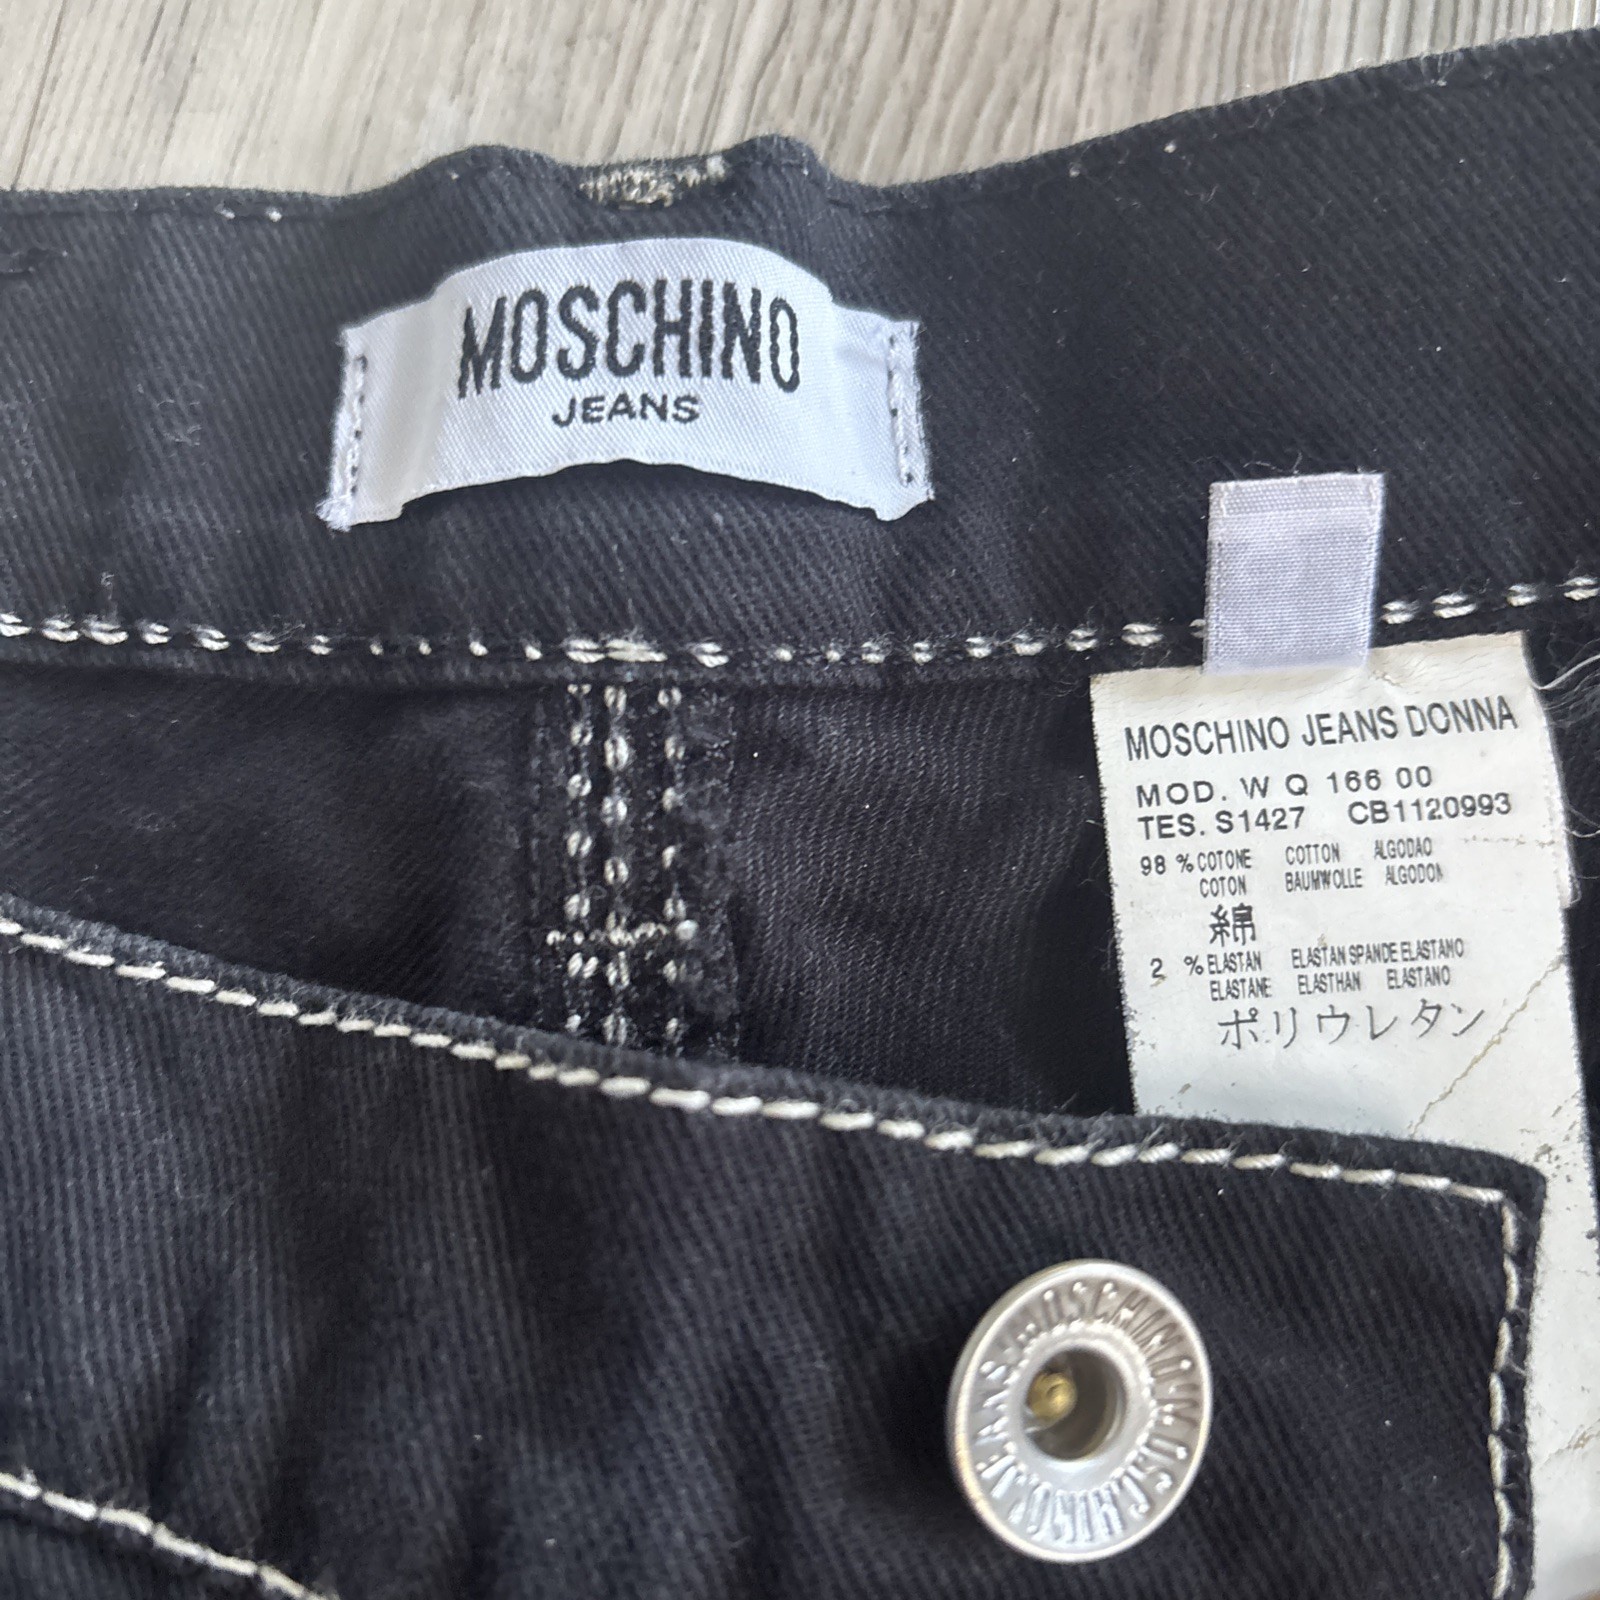 MOSCHINO
JEANS
MOSCHINO JEANS DONNA
MOD. W Q 166 00
TES. S1427 CB1120993
98 % COTONE COTTON ALGODAO
COTON BAUMWOLLE ALGODON
綿
2 % ELASTAN ELASTAN SPANDE ELASTANO
ELASTANE ELASTHAN ELASTANO
ポリウレタン
MOSCHINO JEANS MOSCHINO JEANS